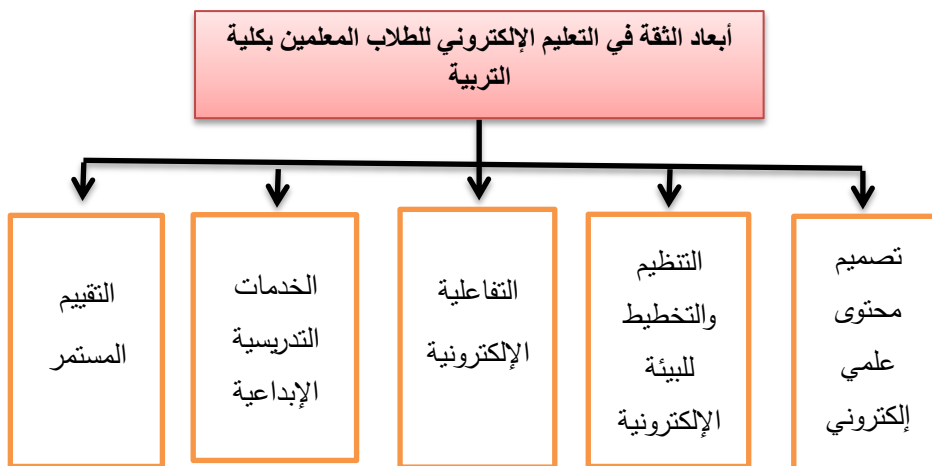 أبعاد الثقة في التعليم الإلكتروني للطلاب المعلمين بكلية
التربية
تصميم
محتوى
علمي
إلكتروني
التنظيم
والتخطيط
للبيئة
الإلكترونية
التفاعلية
الإلكترونية
الخدمات
التدريسية
الإبداعية
التقييم
المستمر